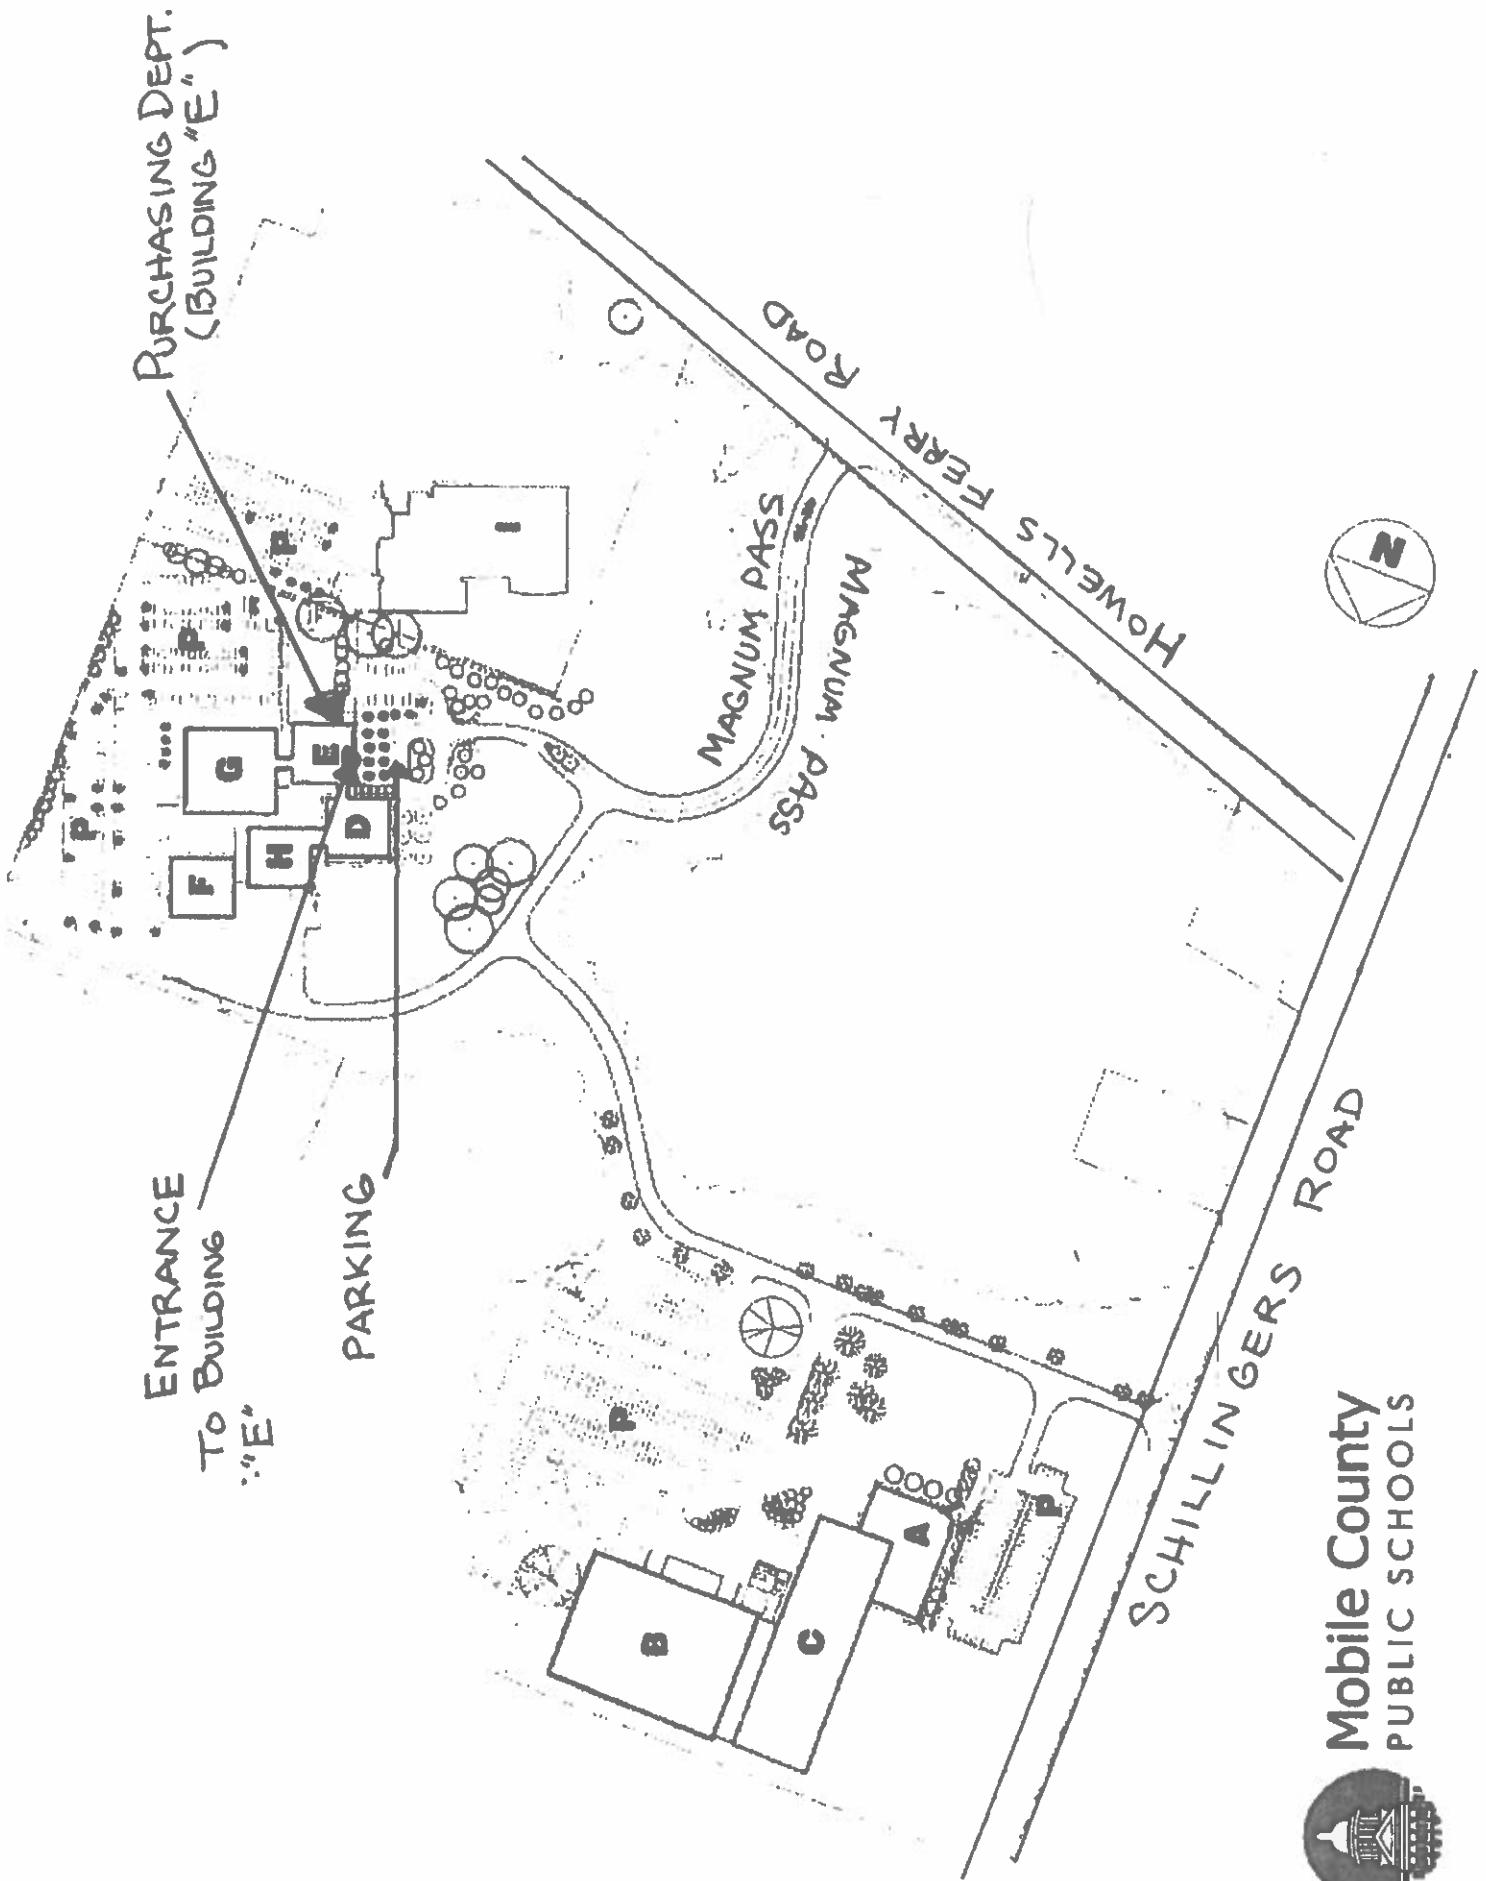 PURCHASING DEPT.
(BUILDING "E")
ENTRANCE
TO BUILDING
"E"
PARKING
P
P
P
G
E
F
H
D
I
MAGNUM PASS
MAGNUM PASS
HOWELLS FERRY ROAD
N
P
B
C
A
P
SCHILLINGERS ROAD
Mobile County
PUBLIC SCHOOLS